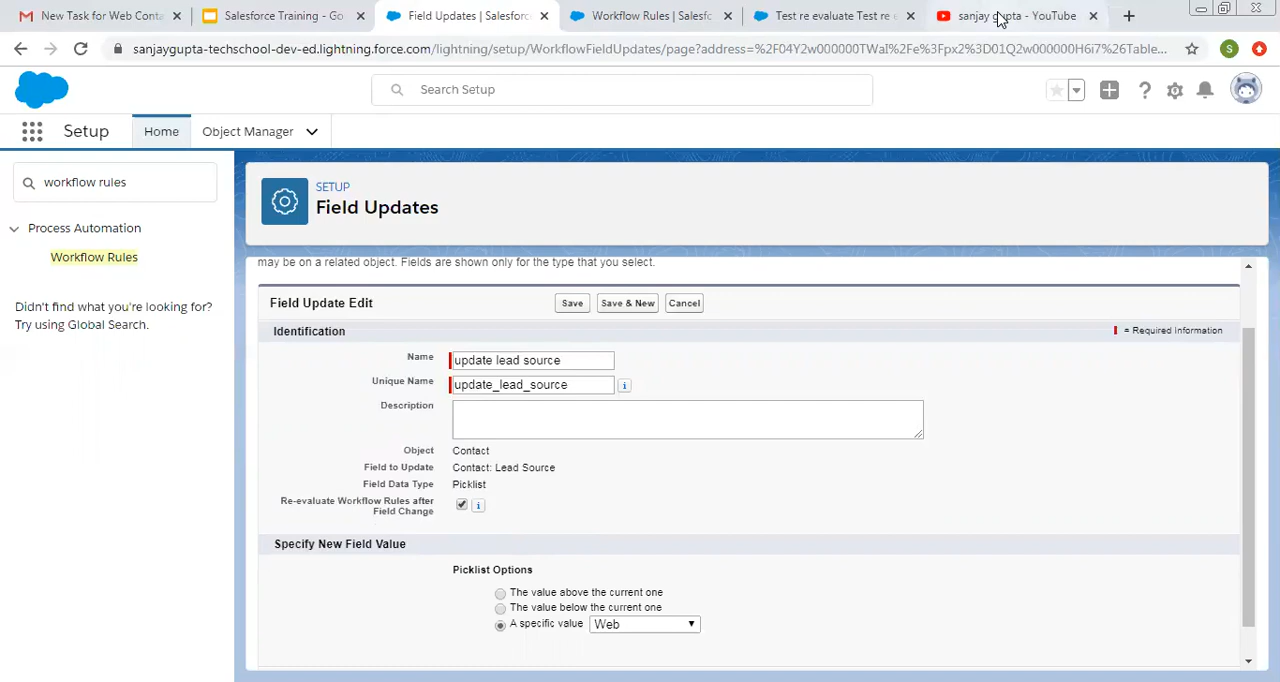 New Task for Web Conta
Salesforce Training - Go
Field Updates | Salesforc
Workflow Rules | Salesfo
Test re evaluate Test re e
sanjay gupta - YouTube
sanjaygupta-techschool-dev-ed.lightning.force.com/lightning/setup/WorkflowFieldUpdates/page?address=%2F04Y2w000000TWaI%2Fe%3Fpx2%3D01Q2w000000H6i7%26Table...
S
Search Setup
Setup
Home
Object Manager
workflow rules
Process Automation
Workflow Rules
Didn't find what you're looking for?
Try using Global Search.
SETUP
Field Updates
may be on a related object. Fields are shown only for the type that you select.
Field Update Edit
Save
Save & New
Cancel
Identification
= Required Information
Name
update lead source
Unique Name
update_lead_source
i
Description
Object
Contact
Field to Update
Contact: Lead Source
Field Data Type
Picklist
Re-evaluate Workflow Rules after
Field Change
i
Specify New Field Value
Picklist Options
The value above the current one
The value below the current one
A specific value
Web